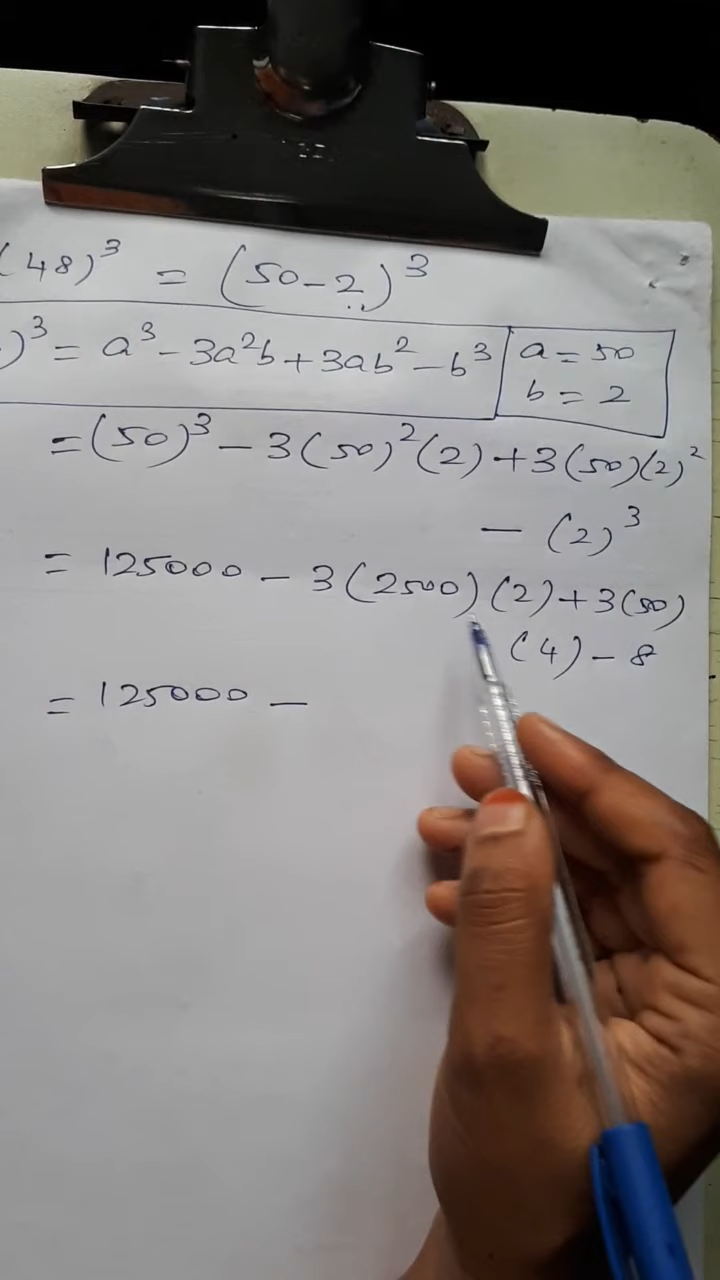 (48)³ = (50-2)³
)³ = a³ - 3a²b + 3ab² - b³
a = 50
b = 2
= (50)³ - 3(50)²(2) + 3(50)(2)²
- (2)³
= 125000 - 3(2500)(2) + 3(50)
(4) - 8
= 125000 -